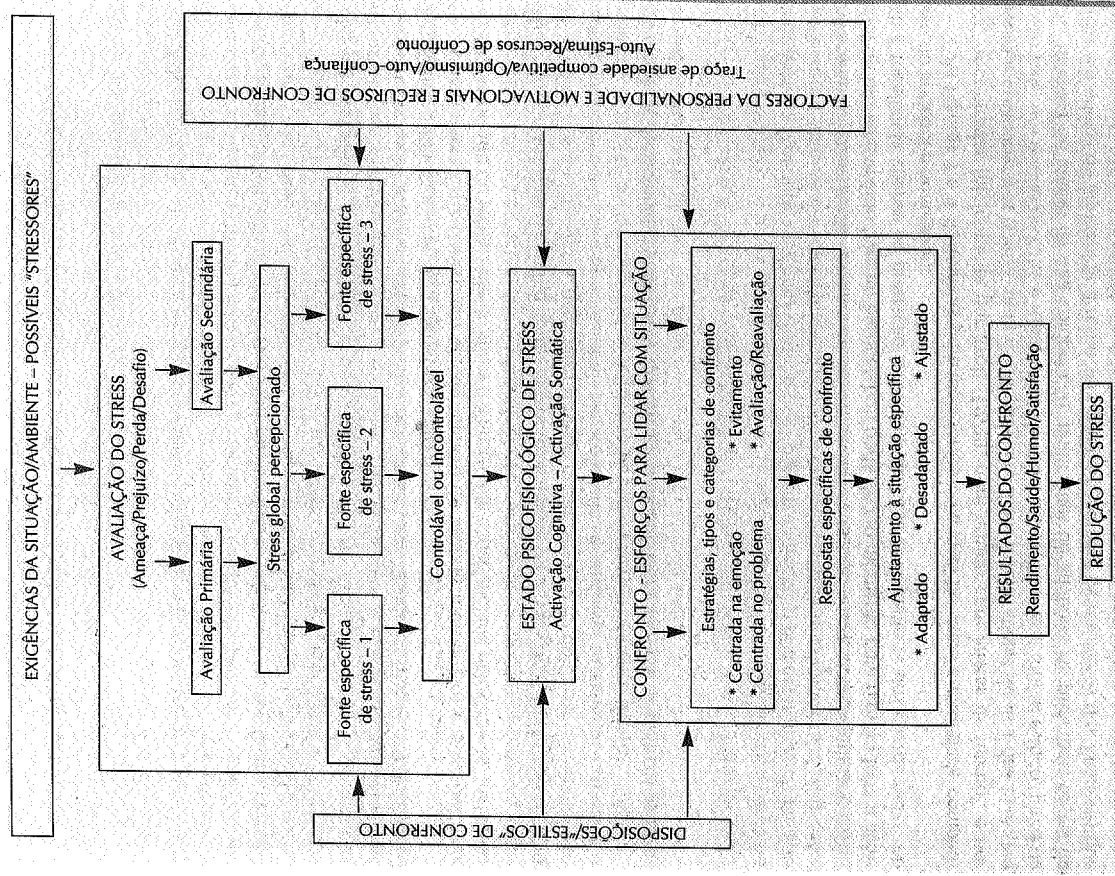 EXIGÊNCIAS DA SITUAÇÃO/AMBIENTE – POSSÍVEIS "STRESSORES"
AVALIAÇÃO DO STRESS
(Ameaça/Prejuízo/Perda/Desafio)
Avaliação Primária
Avaliação Secundária
Stress global percepcionado
Fonte específica
de stress – 1
Fonte específica
de stress – 2
Fonte específica
de stress – 3
Controlável ou Incontrolável
DISPOSIÇÕES/"ESTILOS" DE CONFRONTO
FACTORES DA PERSONALIDADE E MOTIVACIONAIS E RECURSOS DE CONFRONTO
Traço de ansiedade competitiva/Optimismo/Auto-Confiança
Auto-Estima/Recursos de Confronto
ESTADO PSICOFISIOLÓGICO DE STRESS
Activação Cognitiva – Activação Somática
CONFRONTO - ESFORÇOS PARA LIDAR COM SITUAÇÃO
Estratégias, tipos e categorias de confronto
* Centrada na emoção * Evitamento
* Centrada no problema * Avaliação/Reavaliação
Respostas específicas de confronto
Ajustamento à situação específica
* Adaptado * Desadaptado * Ajustado
RESULTADOS DO CONFRONTO
Rendimento/Saúde/Humor/Satisfação
REDUÇÃO DO STRESS